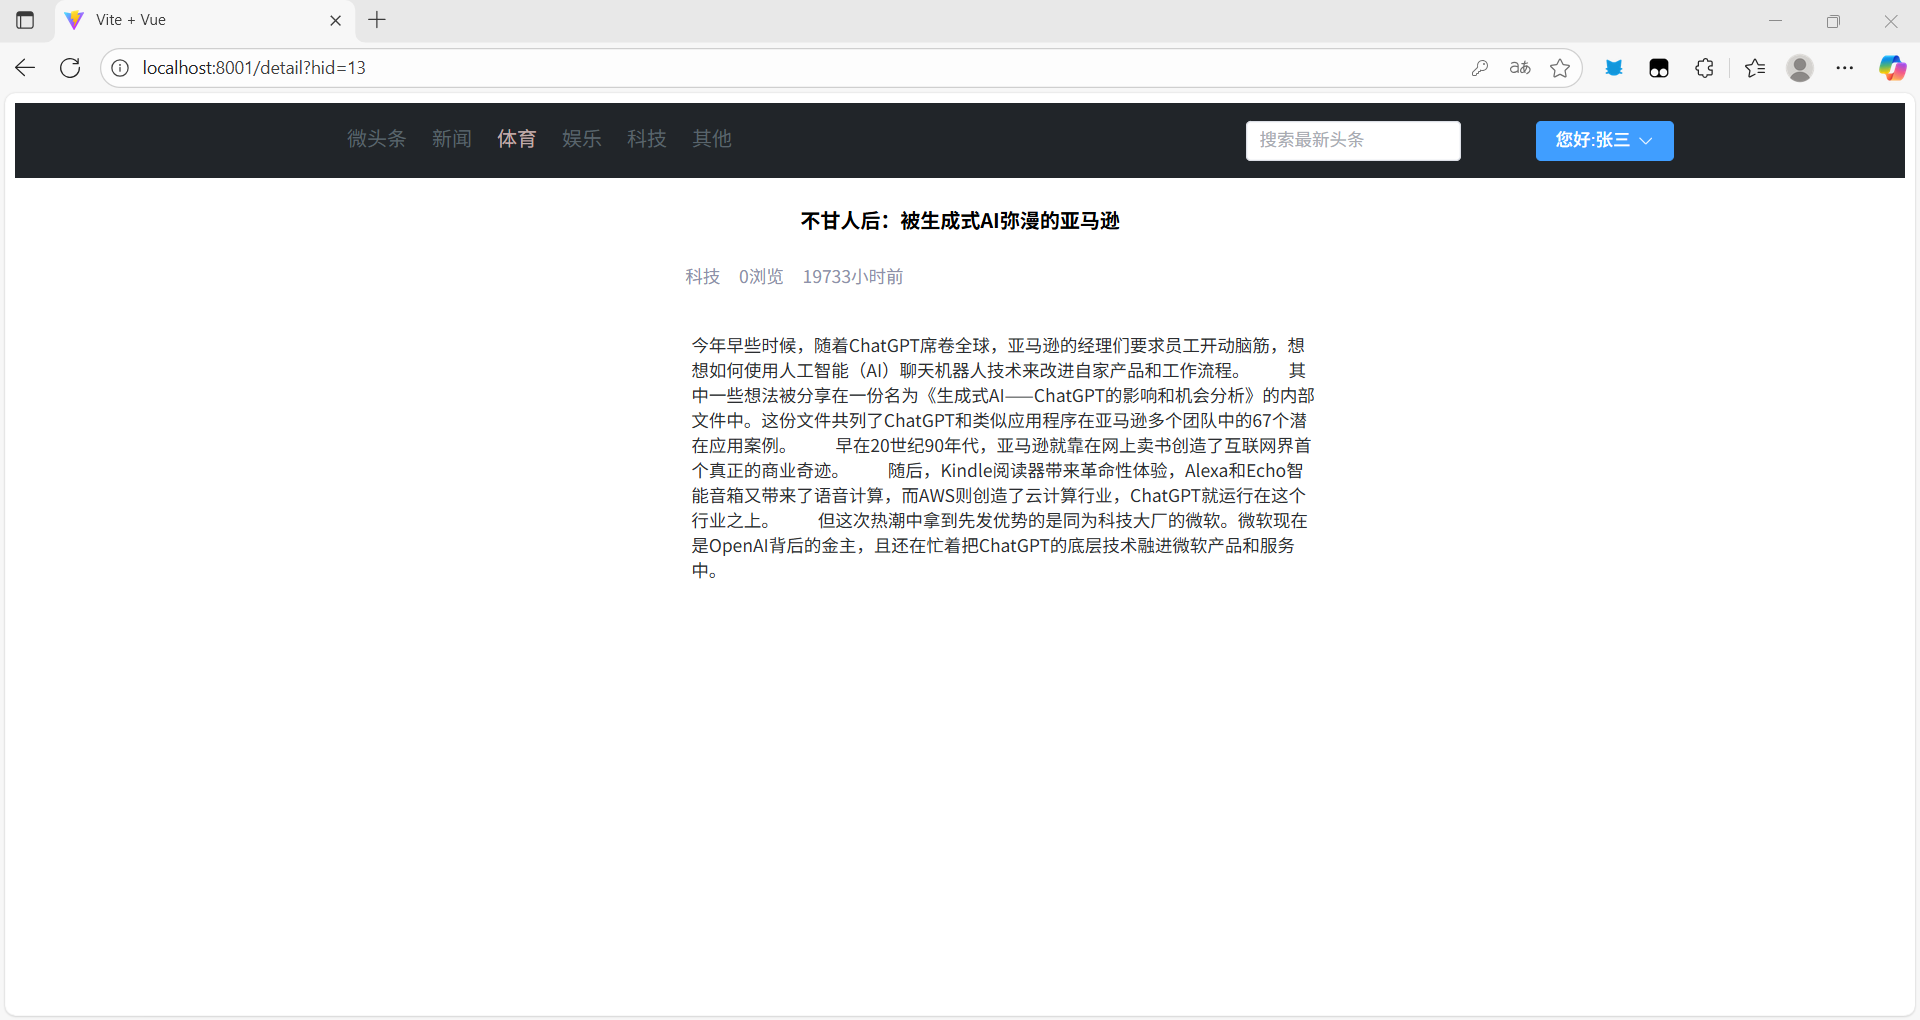 Vite + Vue
localhost:8001/detail?hid=13
微头条 新闻 体育 娱乐 科技 其他 搜索最新头条 您好:张三
不甘人后：被生成式AI弥漫的亚马逊
科技 0浏览 19733小时前
今年早些时候，随着ChatGPT席卷全球，亚马逊的经理们要求员工开动脑筋，想
想如何使用人工智能（AI）聊天机器人技术来改进自家产品和工作流程。 其
中一些想法被分享在一份名为《生成式AI——ChatGPT的影响和机会分析》的内部
文件中。这份文件共列了ChatGPT和类似应用程序在亚马逊多个团队中的67个潜
在应用案例。 早在20世纪90年代，亚马逊就靠在网上卖书创造了互联网界首
个真正的商业奇迹。 随后，Kindle阅读器带来革命性体验，Alexa和Echo智
能音箱又带来了语音计算，而AWS则创造了云计算行业，ChatGPT就运行在这个
行业之上。 但这次热潮中拿到先发优势的是同为科技大厂的微软。微软现在
是OpenAI背后的金主，且还在忙着把ChatGPT的底层技术融进微软产品和服务
中。